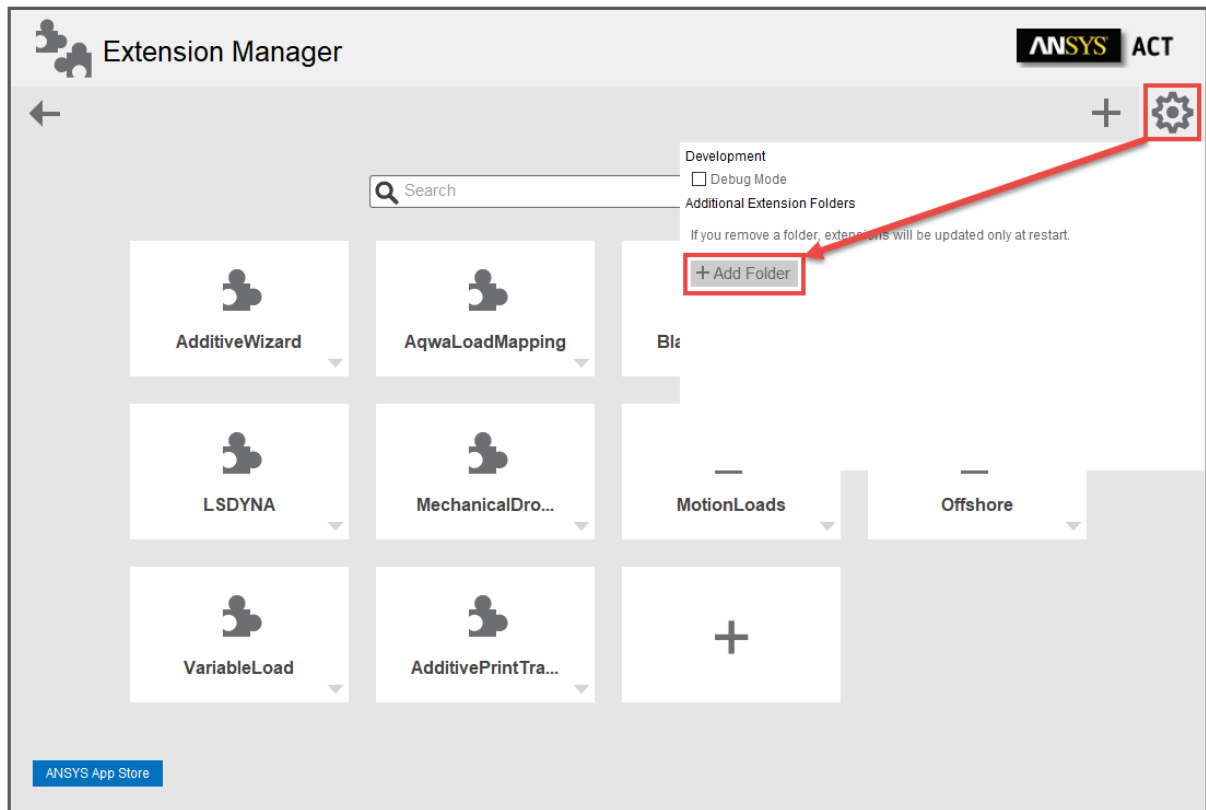 Extension Manager
ANSYS ACT
Development
Debug Mode
Search
Additional Extension Folders
If you remove a folder, extensions will be updated only at restart.
+ Add Folder
AdditiveWizard
AqwaLoadMapping
Bla
LSDYNA
MechanicalDro...
MotionLoads
Offshore
VariableLoad
AdditivePrintTra...
ANSYS App Store